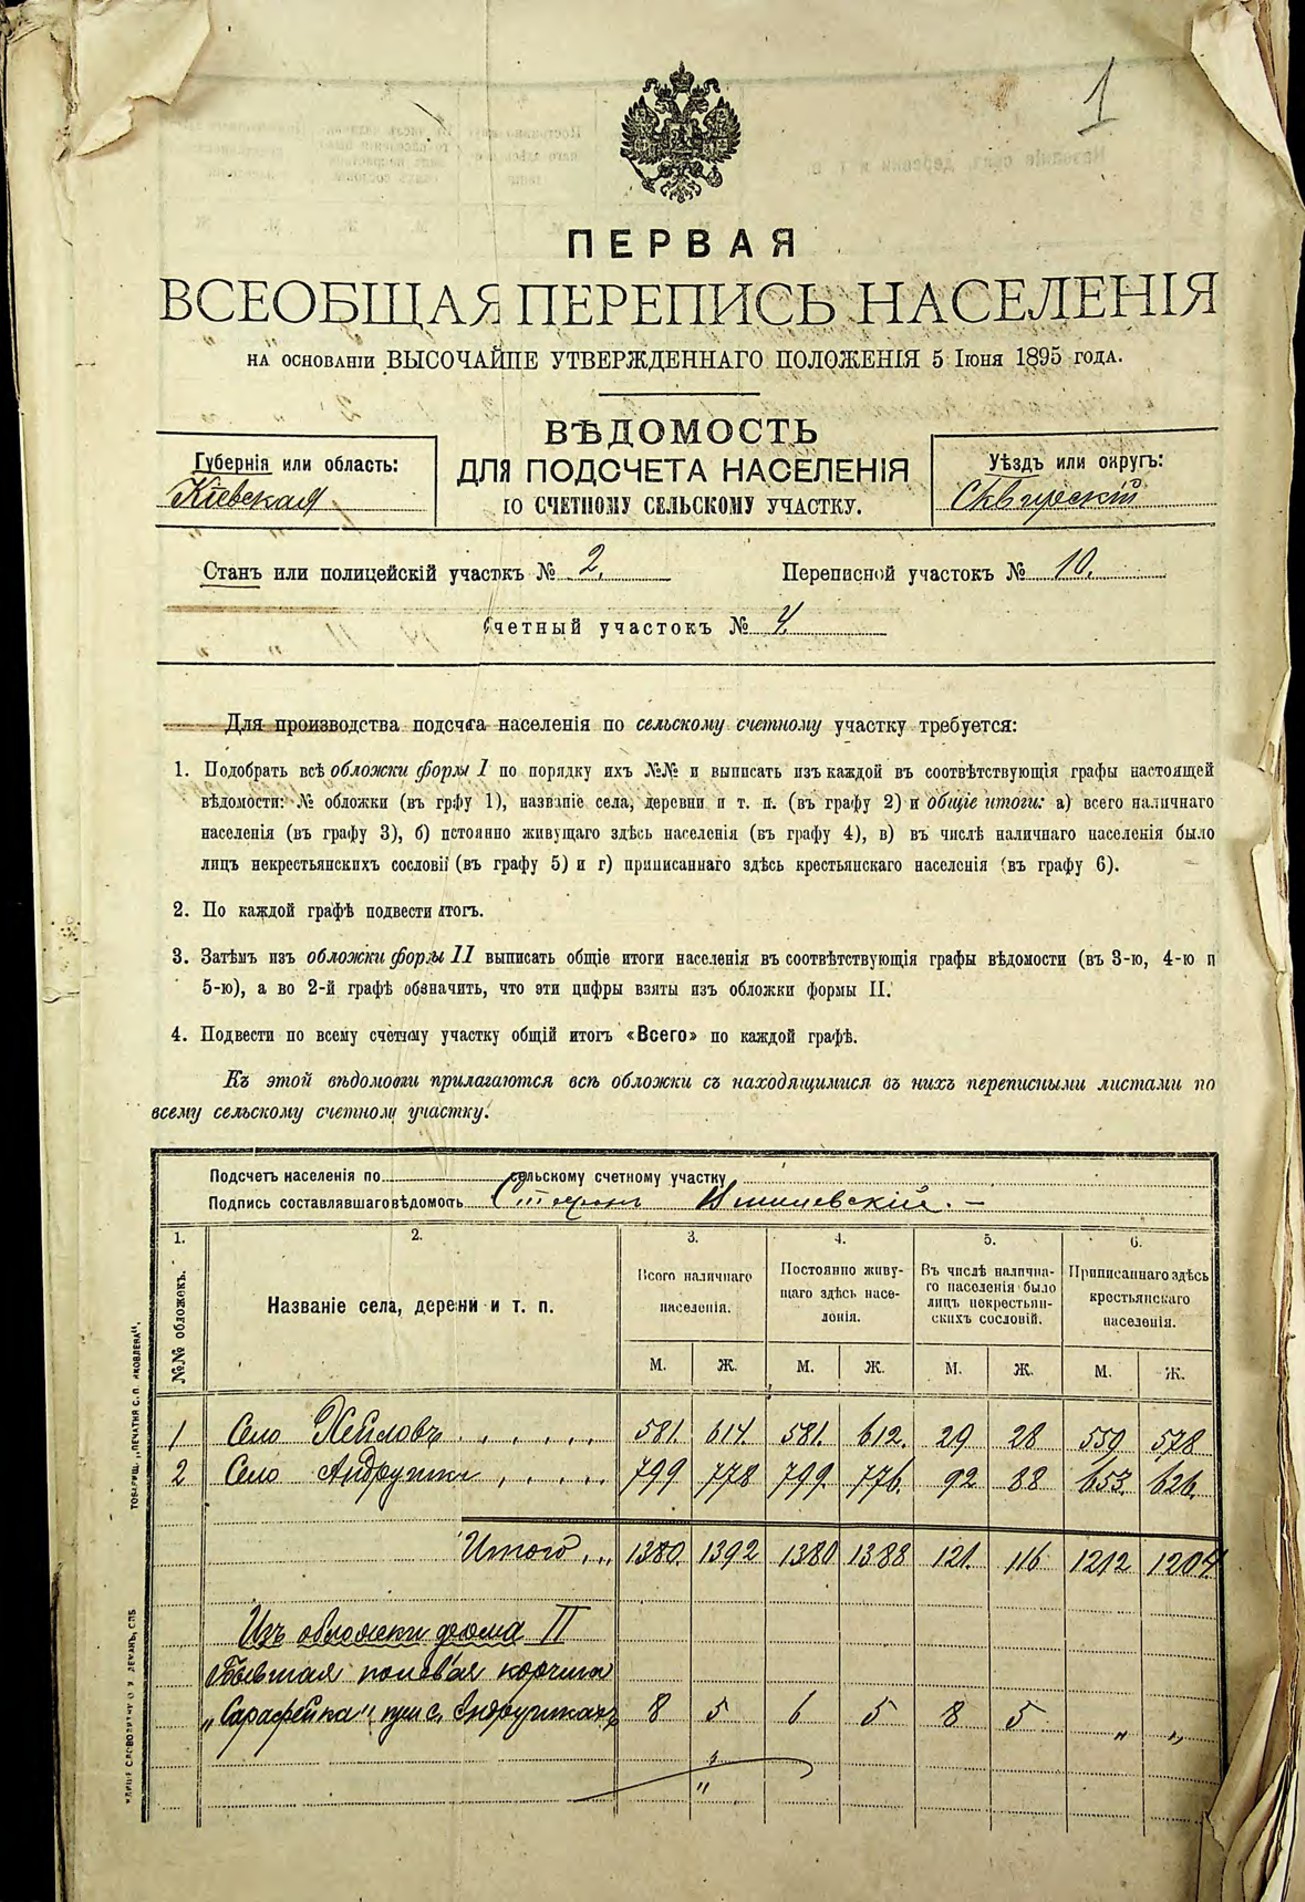 1
ПЕРВАЯ
ВСЕОБЩАЯ ПЕРЕПИСЬ НАСЕЛЕНІЯ
НА ОСНОВАНІИ ВЫСОЧАЙШЕ УТВЕРЖДЕННАГО ПОЛОЖЕНІЯ 5 Іюня 1895 ГОДА.
ВѢДОМОСТЬ
ДЛЯ ПОДСЧЕТА НАСЕЛЕНІЯ
ПО СЧЕТНОМУ СЕЛЬСКОМУ УЧАСТКУ.
Губернія или область:
Кіевская
Уѣздъ или округъ:
Сквирскій
Станъ или полицейскій участкъ № 2. Переписной участокъ № 10.
Счетный участокъ № 4.
Для производства подсчета населенія по сельскому счетному участку требуется:
1. Подобрать всѣ обложки формы I по порядку ихъ №№ и выписать изъ каждой въ соотвѣтствующія графы настоящей
вѣдомости: № обложки (въ графу 1), названіе села, деревни и т. п. (въ графу 2) и общіе итоги: а) всего наличнаго
населенія (въ графу 3), б) постоянно живущаго здѣсь населенія (въ графу 4), в) въ числѣ наличнаго населенія было
лицъ некрестьянскихъ сословій (въ графу 5) и г) приписаннаго здѣсь крестьянскаго населенія (въ графу 6).
2. По каждой графѣ подвести итогъ.
3. Затѣмъ изъ обложки формы II выписать общіе итоги населенія въ соотвѣтствующія графы вѣдомости (въ 3-ю, 4-ю и
5-ю), а во 2-й графѣ обозначить, что эти цифры взяты изъ обложки формы II.
4. Подвести по всему счетному участку общій итогъ «Всего» по каждой графѣ.
Къ этой вѣдомости прилагаются всѣ обложки съ находящимися въ нихъ переписными листами по
всему сельскому счетному участку.
Подсчетъ населенія по сельскому счетному участку
Подпись составлявшаго вѣдомость
1. 2. 3. 4. 5. 6.
№№ обложекъ.
Названіе села, деревни и т. п.
Всего наличнаго населенія.
Постоянно живущаго здѣсь населенія.
Въ числѣ наличнаго населенія было лицъ некрестьянскихъ сословій.
Приписаннаго здѣсь крестьянскаго населенія.
М. Ж. М. Ж. М. Ж. М. Ж.
1 Село Хейловъ 581. 614. 581. 612. 29 28 559 578
2 Село Андрушки 799 778 799. 776. 92 88 653. 626.
Итого 1380. 1392 1380 1388 121. 116 1212 1204.
Изъ обложки форма II
Бывшая полевая корчма
„Сарафейка" при с. Андрушкахъ 8 5 6 5 8 5 „ „
ТОВАРИЩ. „ПЕЧАТНЯ С. П. ЯКОВЛЕВА".